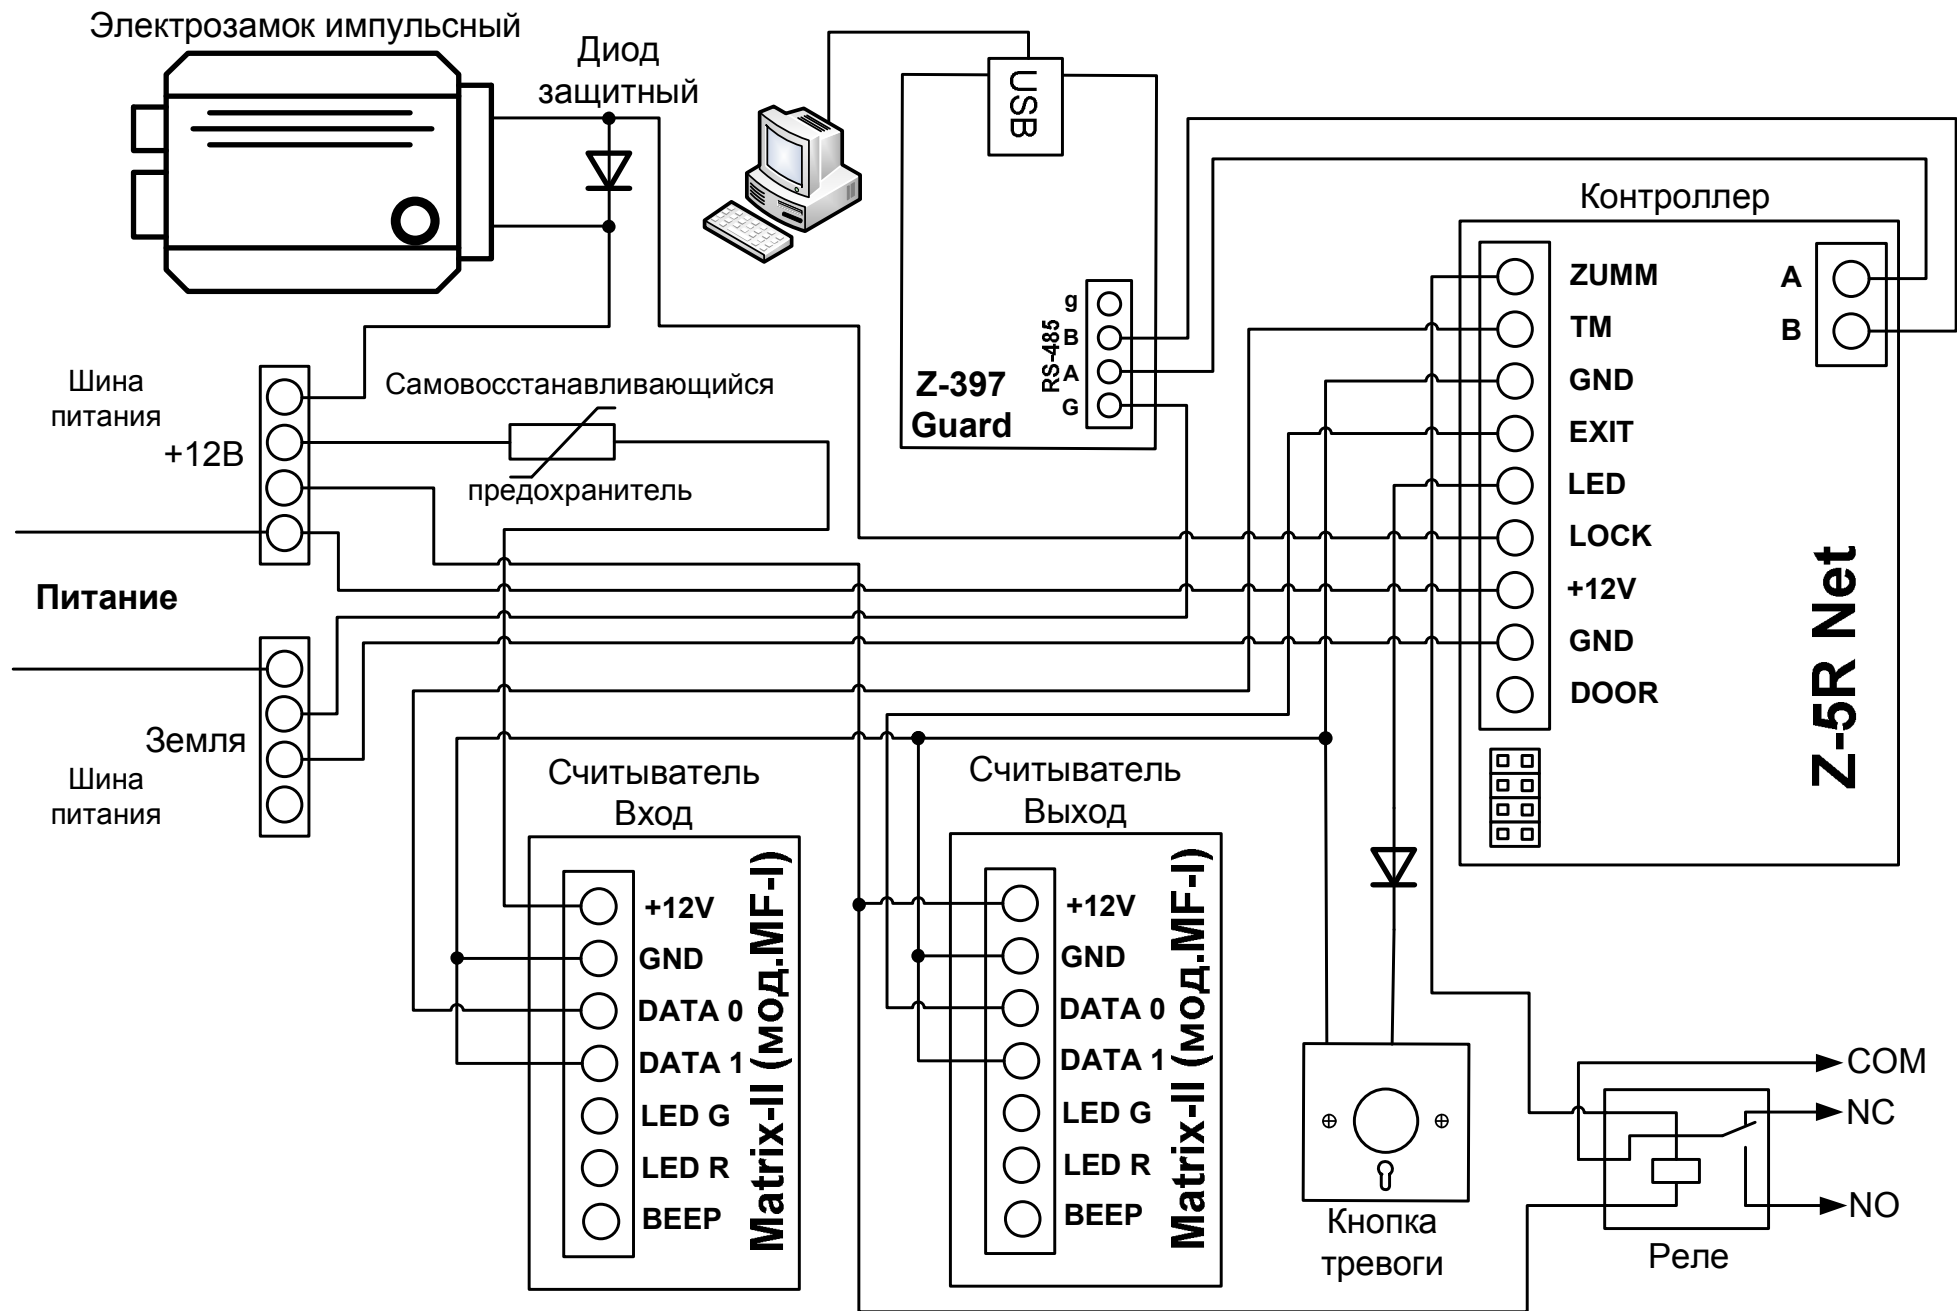 Электрозамок импульсный
Диод
защитный
USB
g
B
A
G
RS-485
Z-397
Guard
Контроллер
ZUMM
TM
GND
EXIT
LED
LOCK
+12V
GND
DOOR
A
B
Z-5R Net
Шина
питания
+12В
Самовосстанавливающийся
предохранитель
Питание
Земля
Шина
питания
Считыватель
Вход
+12V
GND
DATA 0
DATA 1
LED G
LED R
BEEP
Matrix-II (мод.MF-I)
Считыватель
Выход
+12V
GND
DATA 0
DATA 1
LED G
LED R
BEEP
Matrix-II (мод.MF-I)
Кнопка
тревоги
COM
NC
NO
Реле